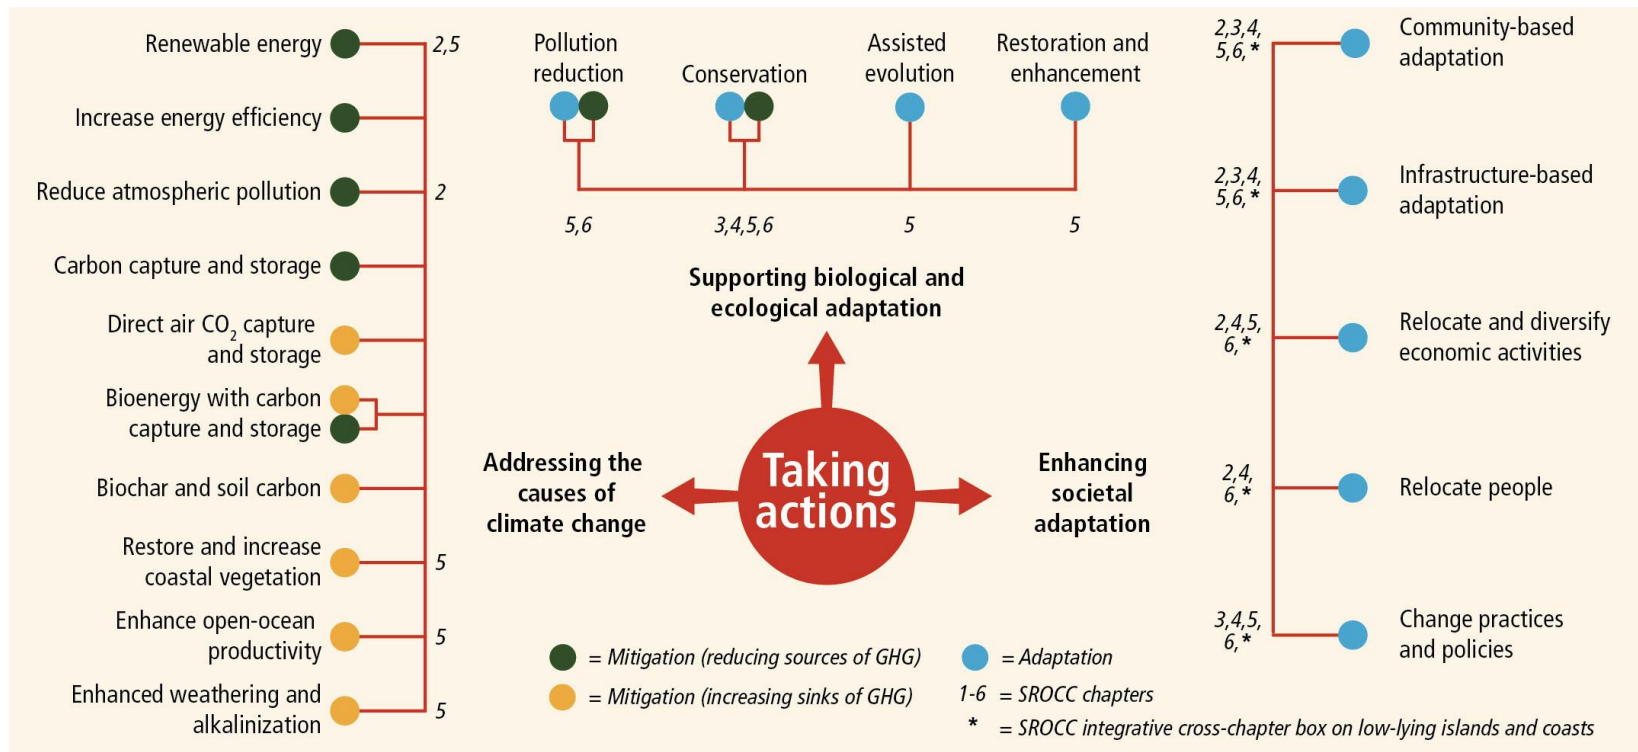 Renewable energy
2,5
Increase energy efficiency
Reduce atmospheric pollution
2
Carbon capture and storage
Direct air CO2 capture
and storage
Bioenergy with carbon
capture and storage
Biochar and soil carbon
Restore and increase
coastal vegetation
5
Enhance open-ocean
productivity
5
Enhanced weathering and
alkalinization
5
Pollution
reduction
Conservation
Assisted
evolution
Restoration and
enhancement
5,6
3,4,5,6
5
5
Supporting biological and
ecological adaptation
Addressing the
causes of
climate change
Taking
actions
Enhancing
societal
adaptation
2,3,4,
5,6,*
Community-based
adaptation
2,3,4,
5,6,*
Infrastructure-based
adaptation
2,4,5,
6,*
Relocate and diversify
economic activities
2,4,
6,*
Relocate people
3,4,5,
6,*
Change practices
and policies
= Mitigation (reducing sources of GHG)
= Mitigation (increasing sinks of GHG)
= Adaptation
1-6 = SROCC chapters
* = SROCC integrative cross-chapter box on low-lying islands and coasts